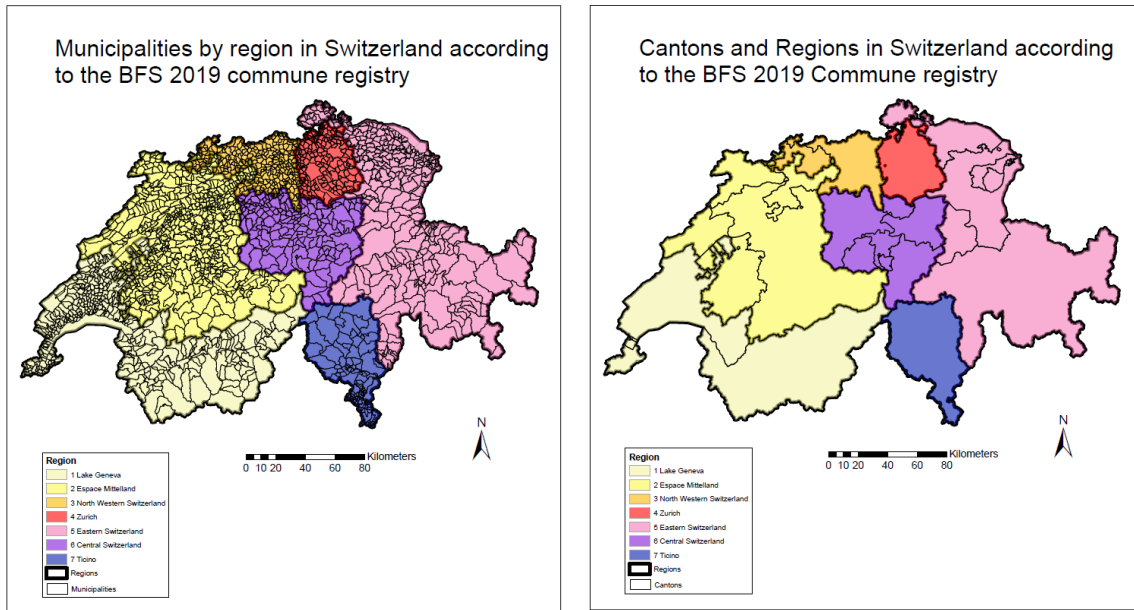 Municipalities by region in Switzerland according
to the BFS 2019 commune registry
N
Kilometers
0 10 20 40 60 80
Region
1 Lake Geneva
2 Espace Mittelland
3 North Western Switzerland
4 Zurich
5 Eastern Switzerland
6 Central Switzerland
7 Ticino
Regions
Municipalities
Cantons and Regions in Switzerland according
to the BFS 2019 Commune registry
N
Kilometers
0 10 20 40 60 80
Region
1 Lake Geneva
2 Espace Mittelland
3 North Western Switzerland
4 Zurich
5 Eastern Switzerland
6 Central Switzerland
7 Ticino
Regions
Cantons